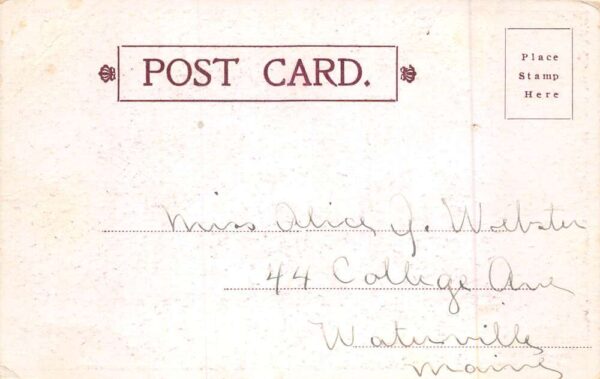 POST CARD.
Place
Stamp
Here
Miss Alice J. Webster
44 College Ave
Waterville
Maine